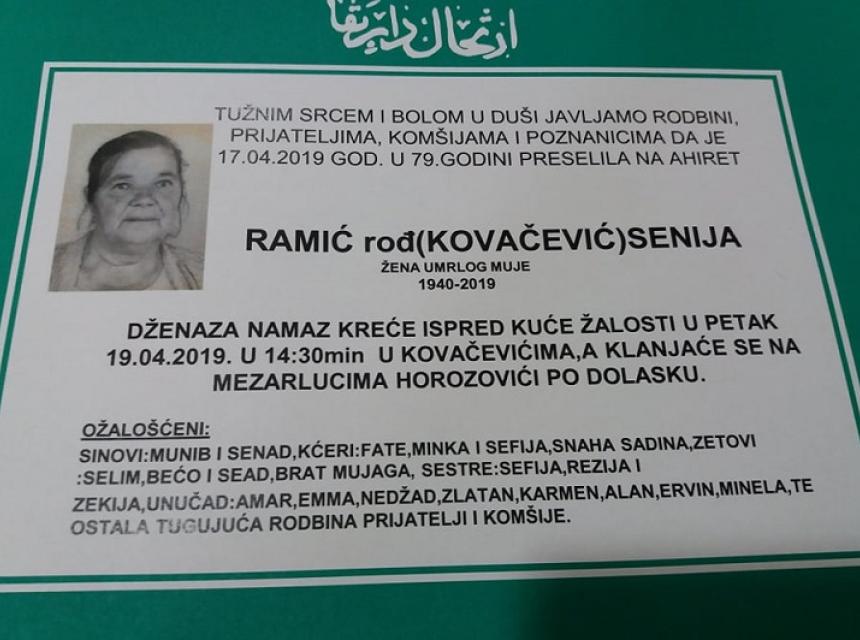 ارتحال دار بقا
TUŽNIM SRCEM I BOLOM U DUŠI JAVLJAMO RODBINI,
PRIJATELJIMA, KOMŠIJAMA I POZNANICIMA DA JE
17.04.2019 GOD. U 79.GODINI PRESELILA NA AHIRET
RAMIĆ rođ(KOVAČEVIĆ)SENIJA
ŽENA UMRLOG MUJE
1940-2019
DŽENAZA NAMAZ KREĆE ISPRED KUĆE ŽALOSTI U PETAK
19.04.2019. U 14:30min U KOVAČEVIĆIMA,A KLANJAĆE SE NA
MEZARLUCIMA HOROZOVIĆI PO DOLASKU.
OŽALOŠĆENI:
SINOVI:MUNIB I SENAD,KĆERI:FATE,MINKA I SEFIJA,SNAHA SADINA,ZETOVI
:SELIM,BEĆO I SEAD,BRAT MUJAGA, SESTRE:SEFIJA,REZIJA I
ZEKIJA,UNUČAD:AMAR,EMMA,NEDŽAD,ZLATAN,KARMEN,ALAN,ERVIN,MINELA,TE
OSTALA TUGUJUĆA RODBINA PRIJATELJI I KOMŠIJE.